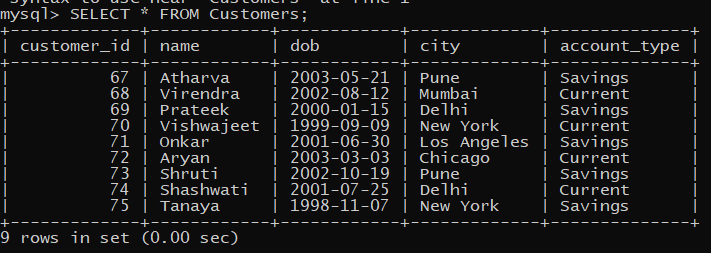 syntax to use near 'Customers' at line 1
mysql> SELECT * FROM Customers;
+-------------+------------+------------+-------------+--------------+
| customer_id | name       | dob        | city        | account_type |
+-------------+------------+------------+-------------+--------------+
|          67 | Atharva    | 2003-05-21 | Pune        | Savings      |
|          68 | Virendra   | 2002-08-12 | Mumbai      | Current      |
|          69 | Prateek    | 2000-01-15 | Delhi       | Savings      |
|          70 | Vishwajeet | 1999-09-09 | New York    | Current      |
|          71 | Onkar      | 2001-06-30 | Los Angeles | Savings      |
|          72 | Aryan      | 2003-03-03 | Chicago     | Current      |
|          73 | Shruti     | 2002-10-19 | Pune        | Savings      |
|          74 | Shashwati  | 2001-07-25 | Delhi       | Current      |
|          75 | Tanaya     | 1998-11-07 | New York    | Savings      |
+-------------+------------+------------+-------------+--------------+
9 rows in set (0.00 sec)